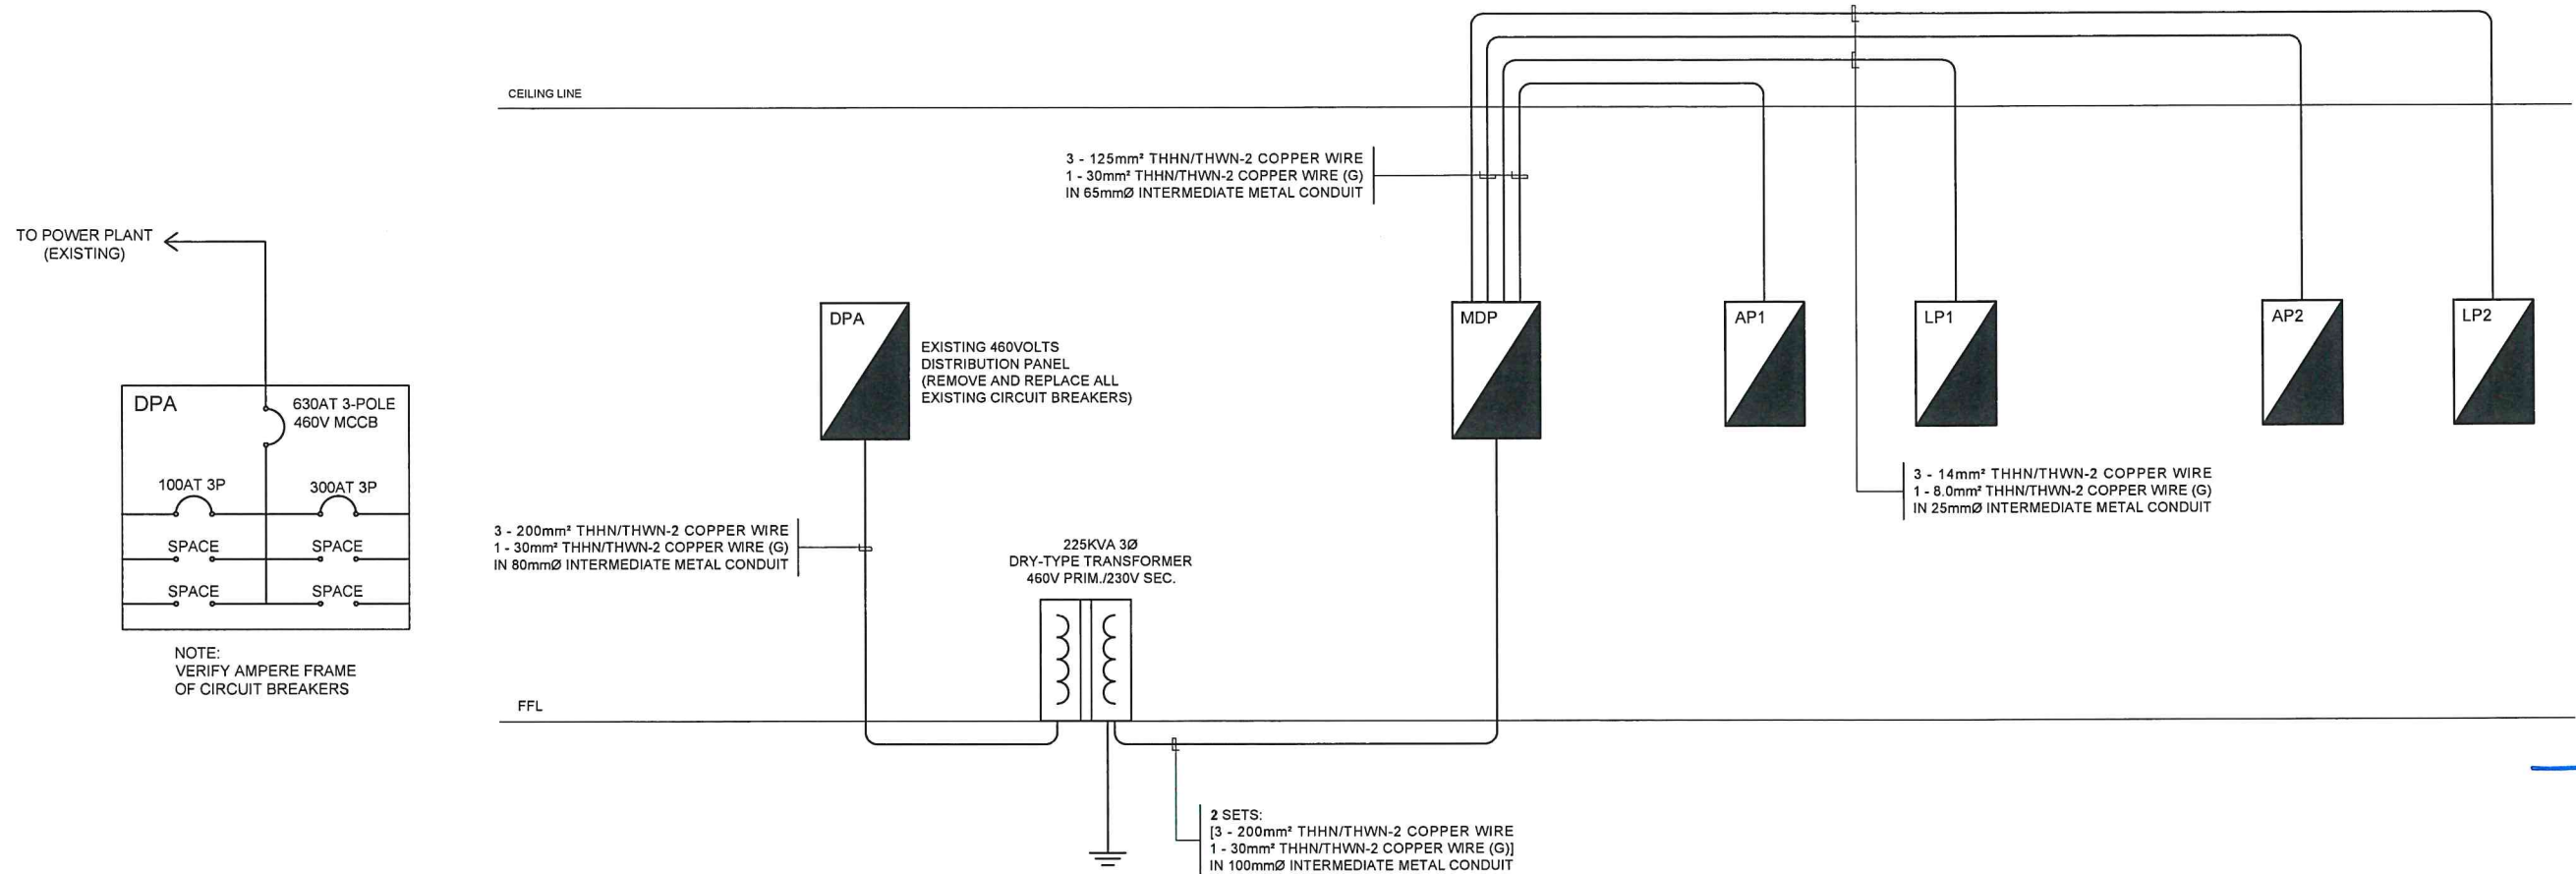 CEILING LINE
3 - 125mm² THHN/THWN-2 COPPER WIRE
1 - 30mm² THHN/THWN-2 COPPER WIRE (G)
IN 65mmØ INTERMEDIATE METAL CONDUIT
TO POWER PLANT
(EXISTING)
DPA
630AT 3-POLE
460V MCCB
100AT 3P
300AT 3P
SPACE
SPACE
SPACE
SPACE
NOTE:
VERIFY AMPERE FRAME
OF CIRCUIT BREAKERS
DPA
EXISTING 460VOLTS
DISTRIBUTION PANEL
(REMOVE AND REPLACE ALL
EXISTING CIRCUIT BREAKERS)
MDP
AP1
LP1
AP2
LP2
3 - 14mm² THHN/THWN-2 COPPER WIRE
1 - 8.0mm² THHN/THWN-2 COPPER WIRE (G)
IN 25mmØ INTERMEDIATE METAL CONDUIT
3 - 200mm² THHN/THWN-2 COPPER WIRE
1 - 30mm² THHN/THWN-2 COPPER WIRE (G)
IN 80mmØ INTERMEDIATE METAL CONDUIT
225KVA 3Ø
DRY-TYPE TRANSFORMER
460V PRIM./230V SEC.
FFL
2 SETS:
[3 - 200mm² THHN/THWN-2 COPPER WIRE
1 - 30mm² THHN/THWN-2 COPPER WIRE (G)]
IN 100mmØ INTERMEDIATE METAL CONDUIT